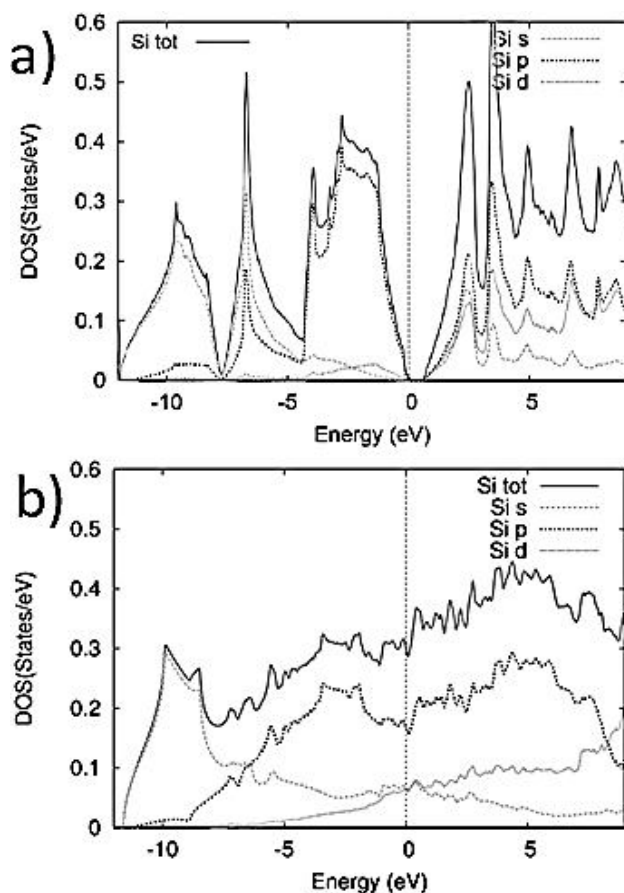 a)
Si tot
Si s
Si p
Si d
DOS(States/eV)
0.6
0.5
0.4
0.3
0.2
0.1
0
-10 -5 0 5
Energy (eV)
b)
Si tot
Si s
Si p
Si d
DOS(States/eV)
0.6
0.5
0.4
0.3
0.2
0.1
0
-10 -5 0 5
Energy (eV)